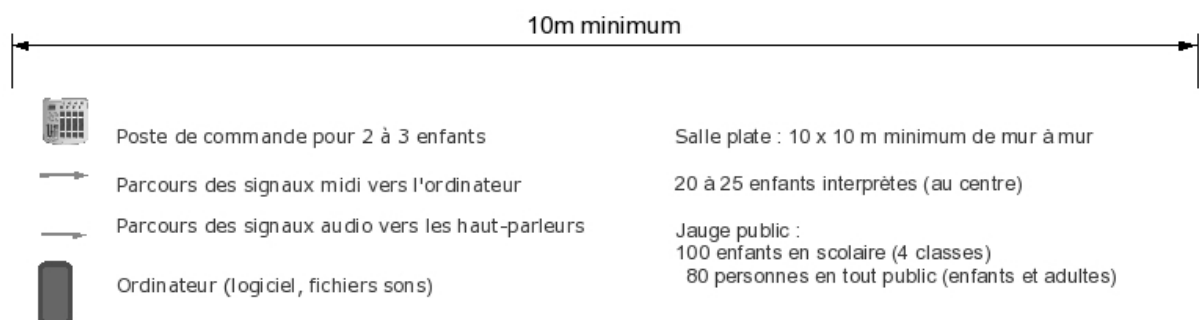 10m minimum
Poste de commande pour 2 à 3 enfants
Parcours des signaux midi vers l'ordinateur
Parcours des signaux audio vers les haut-parleurs
Ordinateur (logiciel, fichiers sons)
Salle plate : 10 x 10 m minimum de mur à mur
20 à 25 enfants interprètes (au centre)
Jauge public :
100 enfants en scolaire (4 classes)
80 personnes en tout public (enfants et adultes)